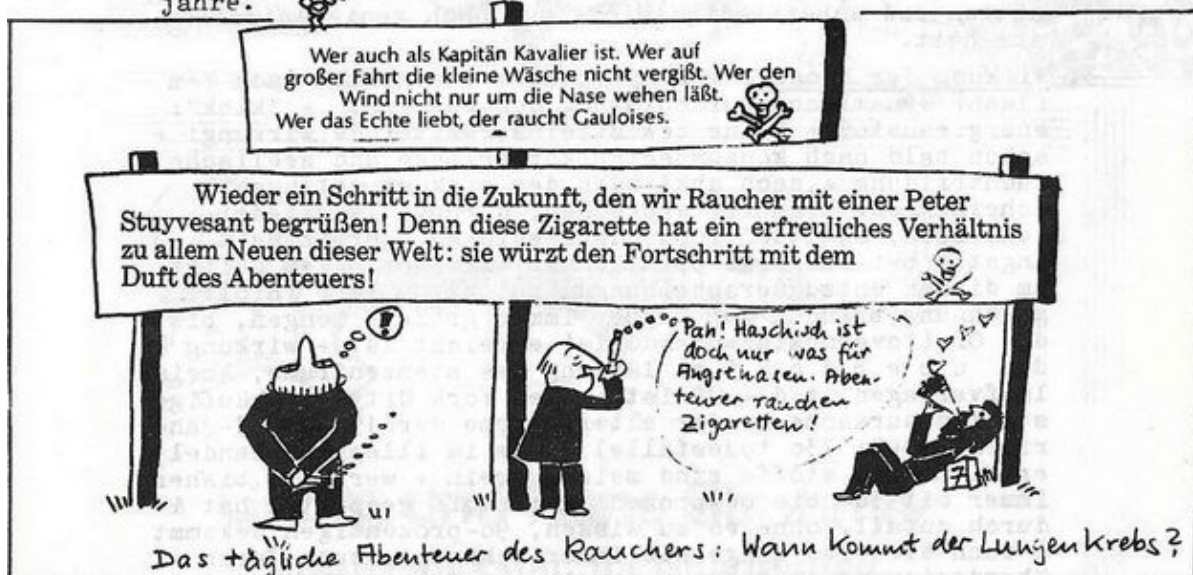 jahre.
Wer auch als Kapitän Kavalier ist. Wer auf
großer Fahrt die kleine Wäsche nicht vergißt. Wer den
Wind nicht nur um die Nase wehen läßt.
Wer das Echte liebt, der raucht Gauloises.
Wieder ein Schritt in die Zukunft, den wir Raucher mit einer Peter
Stuyvesant begrüßen! Denn diese Zigarette hat ein erfreuliches Verhältnis
zu allem Neuen dieser Welt: sie würzt den Fortschritt mit dem
Duft des Abenteuers!
!
Pah! Haschisch ist
doch nur was für
Angsthasen. Aben-
teurer rauchen
Zigaretten!
Das tägliche Abenteuer des Rauchers: Wann kommt der Lungenkrebs?